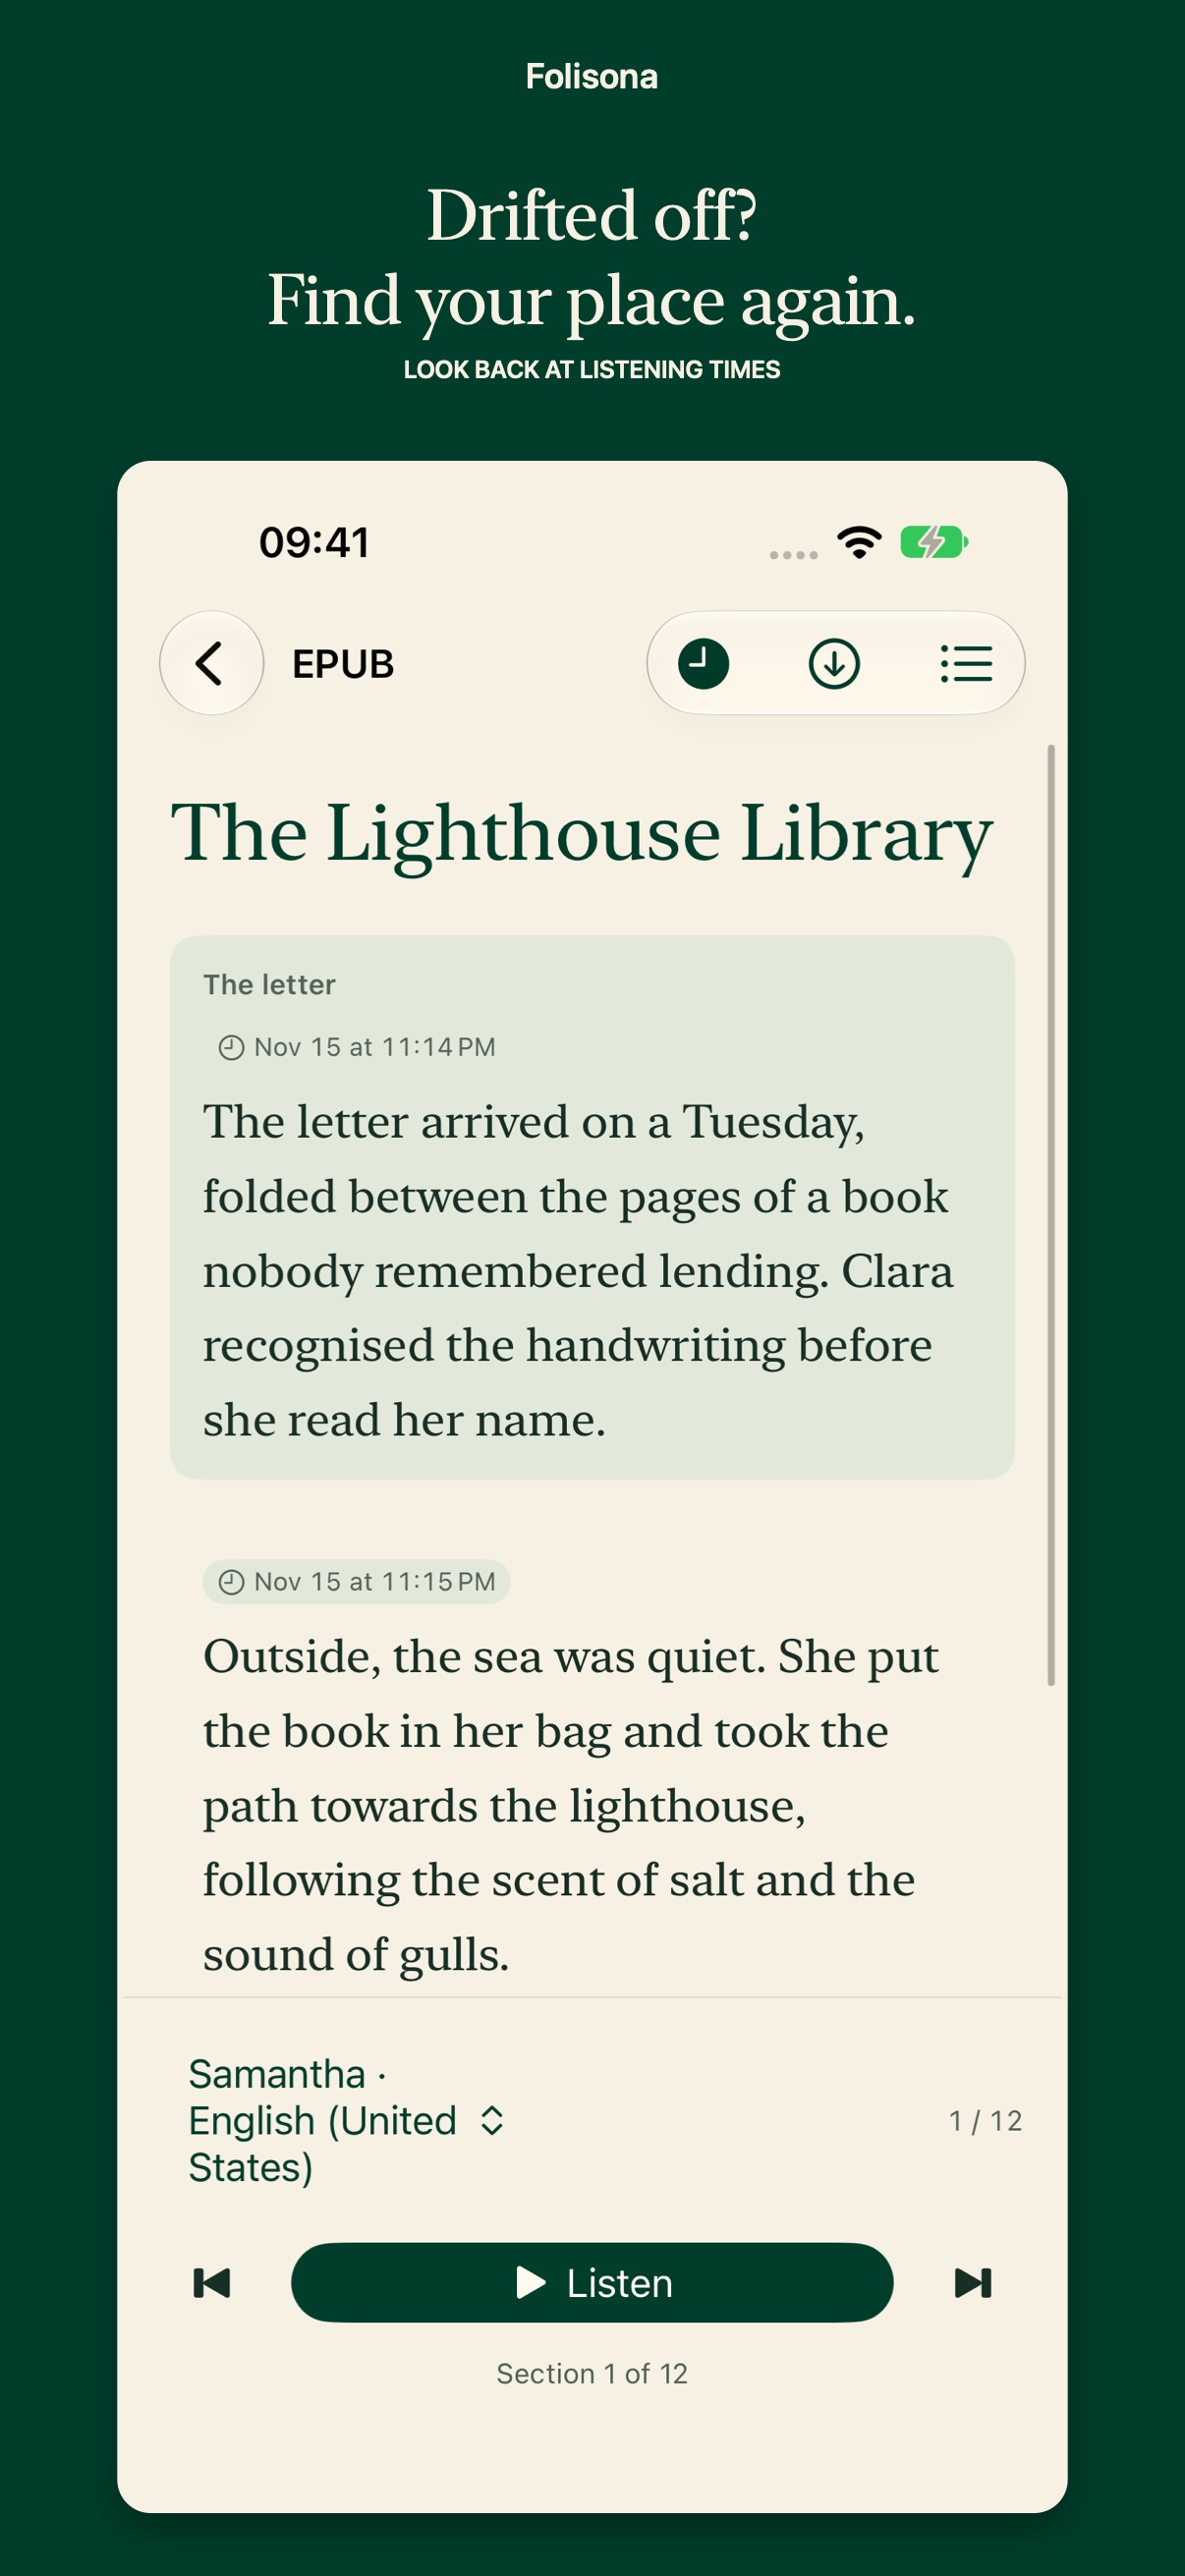 Folisona
Drifted off?
Find your place again.
LOOK BACK AT LISTENING TIMES
09:41
EPUB
The Lighthouse Library
The letter
Nov 15 at 11:14 PM
The letter arrived on a Tuesday,
folded between the pages of a book
nobody remembered lending. Clara
recognised the handwriting before
she read her name.
Nov 15 at 11:15 PM
Outside, the sea was quiet. She put
the book in her bag and took the
path towards the lighthouse,
following the scent of salt and the
sound of gulls.
Samantha ·
English (United
States)
1 / 12
Listen
Section 1 of 12